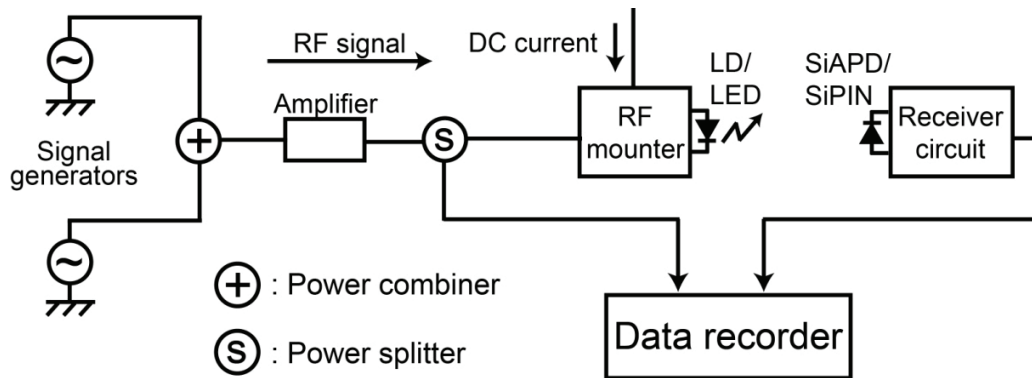 RF signal
DC current
LD/
LED
SiAPD/
SiPIN
Amplifier
Signal
generators
RF
mounter
Receiver
circuit
S
: Power combiner
S : Power splitter
Data recorder